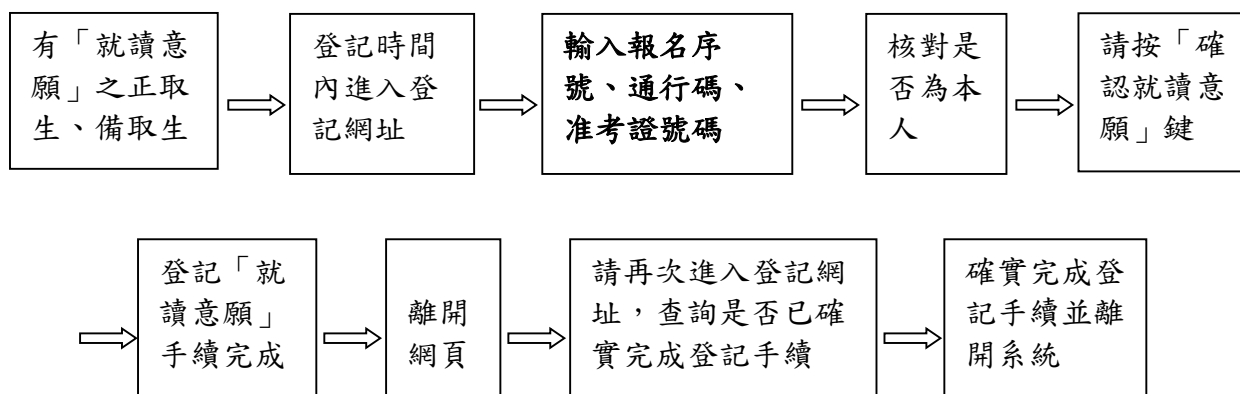 有「就讀意
願」之正取
生、備取生
登記時間
內進入登
記網址
輸入報名序
號、通行碼、
准考證號碼
核對是
否為本
人
請按「確
認就讀意
願」鍵
登記「就
讀意願」
手續完成
離開
網頁
請再次進入登記網
址，查詢是否已確
實完成登記手續
確實完成登
記手續並離
開系統